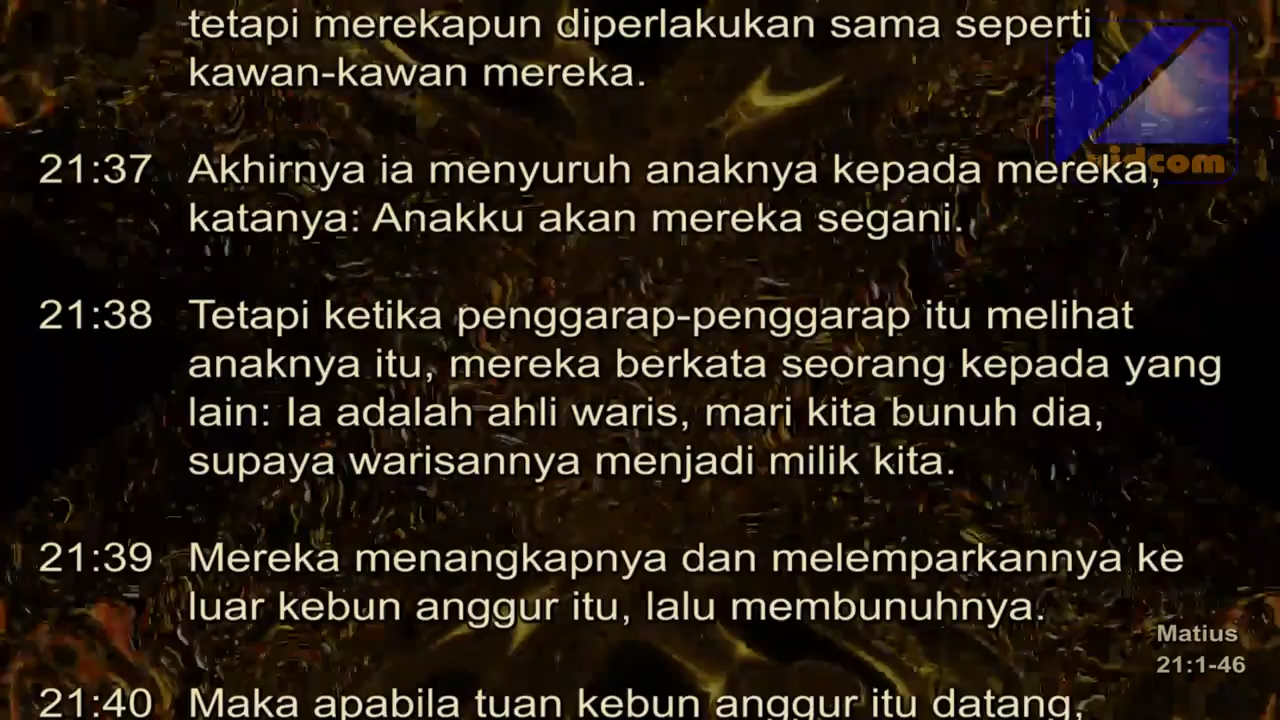 tetapi merekapun diperlakukan sama seperti
kawan-kawan mereka.
21:37 Akhirnya ia menyuruh anaknya kepada mereka,
katanya: Anakku akan mereka segani.
21:38 Tetapi ketika penggarap-penggarap itu melihat
anaknya itu, mereka berkata seorang kepada yang
lain: Ia adalah ahli waris, mari kita bunuh dia,
supaya warisannya menjadi milik kita.
21:39 Mereka menangkapnya dan melemparkannya ke
luar kebun anggur itu, lalu membunuhnya.
21:40 Maka apabila tuan kebun anggur itu datang,
Matius
21:1-46